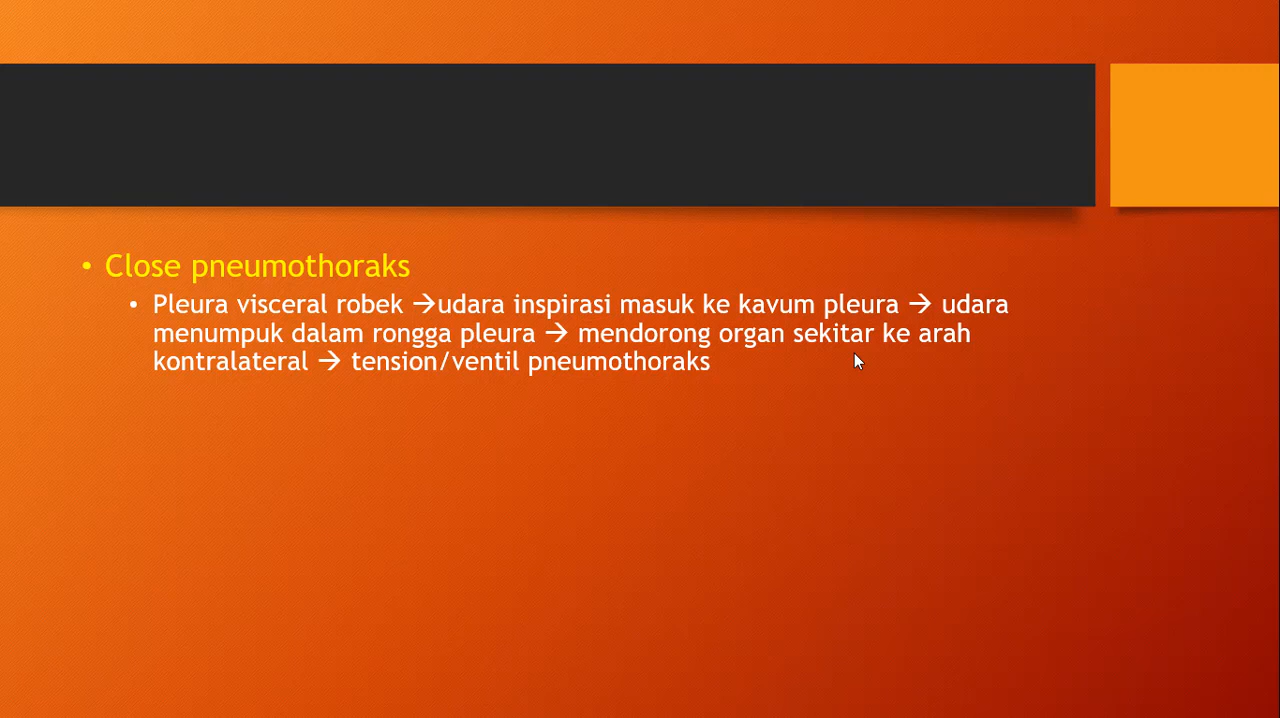 • Close pneumothoraks
• Pleura visceral robek →udara inspirasi masuk ke kavum pleura → udara
menumpuk dalam rongga pleura → mendorong organ sekitar ke arah
kontralateral → tension/ventil pneumothoraks